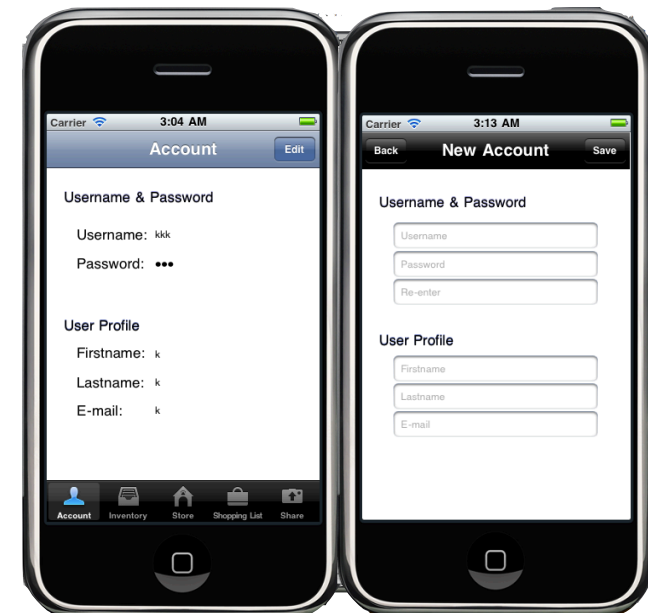 Carrier 3:04 AM
Account Edit
Username & Password
Username: kkk
Password: •••
User Profile
Firstname: k
Lastname: k
E-mail: k
Account Inventory Store Shopping List Share
Carrier 3:13 AM
Back New Account Save
Username & Password
Username
Password
Re-enter
User Profile
Firstname
Lastname
E-mail